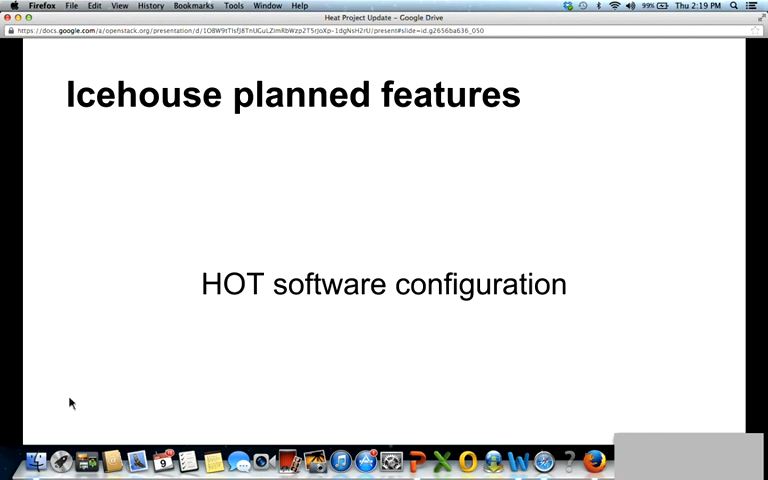 Firefox File Edit View History Bookmarks Tools Window Help 99% Thu 2:19 PM
Heat Project Update – Google Drive
Icehouse planned features
HOT software configuration